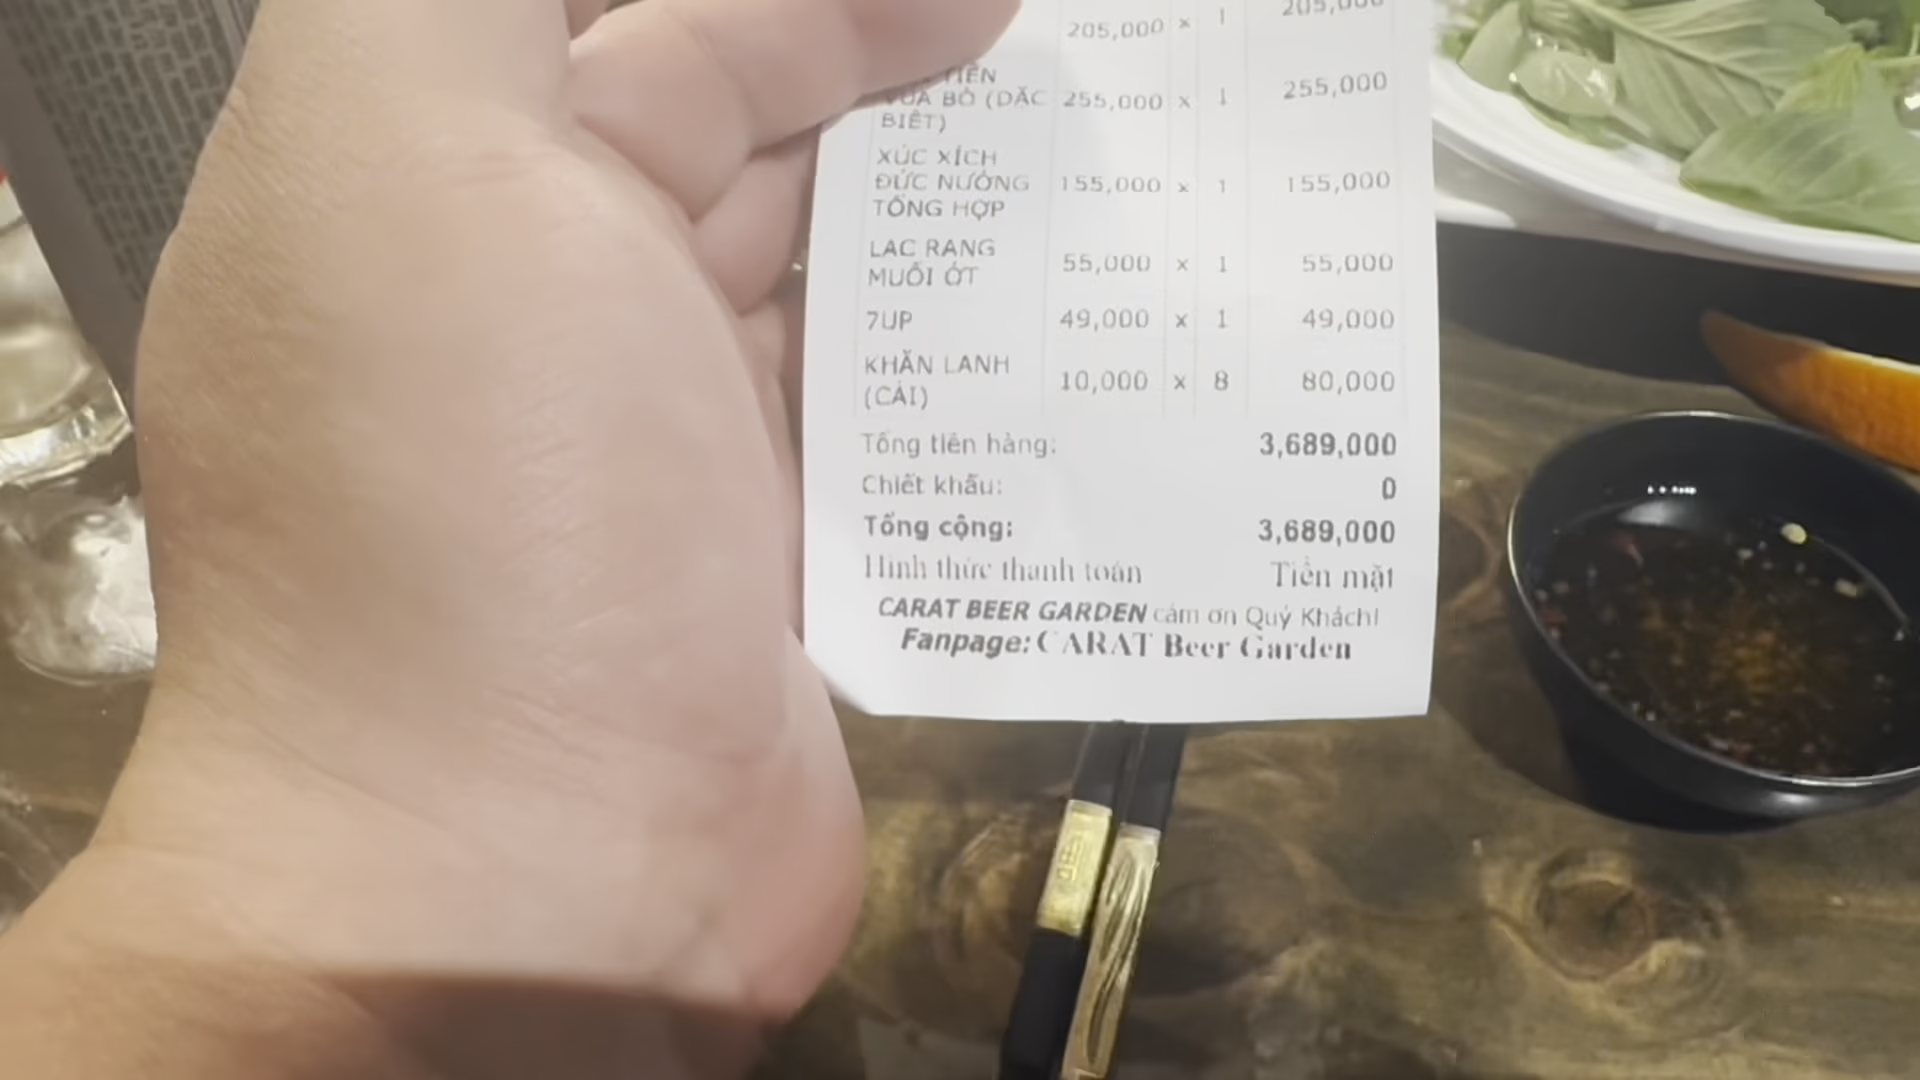 205,000 x 1 205,000
TIÊN
VUA BÒ (ĐẶC 255,000 x 1 255,000
BIỆT)
XÚC XÍCH
ĐỨC NƯỚNG 155,000 x 1 155,000
TỔNG HỢP
LẠC RANG
MUỐI ỚT 55,000 x 1 55,000
7UP 49,000 x 1 49,000
KHĂN LẠNH
(CÁI) 10,000 x 8 80,000
Tổng tiền hàng: 3,689,000
Chiết khấu: 0
Tổng cộng: 3,689,000
Hình thức thanh toán Tiền mặt
CARAT BEER GARDEN cảm ơn Quý Khách!
Fanpage: CARAT Beer Garden